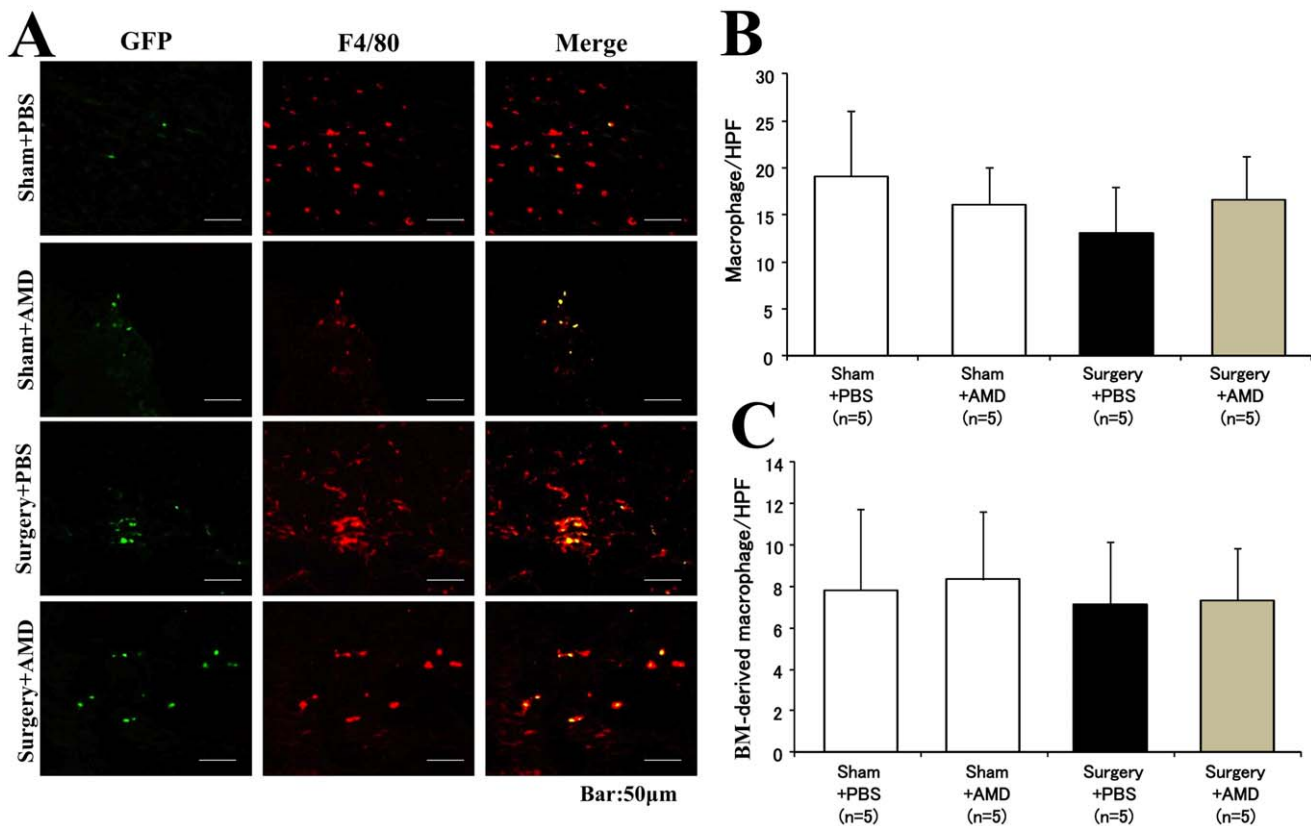 A
GFP F4/80 Merge
Sham+PBS
Sham+AMD
Surgery+PBS
Surgery+AMD
Bar:50μm
B
Macrophage/HPF
30
25
20
15
10
5
0
Sham Sham Surgery Surgery
+PBS +AMD +PBS +AMD
(n=5) (n=5) (n=5) (n=5)
C
BM-derived macrophage/HPF
14
12
10
8
6
4
2
0
Sham Sham Surgery Surgery
+PBS +AMD +PBS +AMD
(n=5) (n=5) (n=5) (n=5)